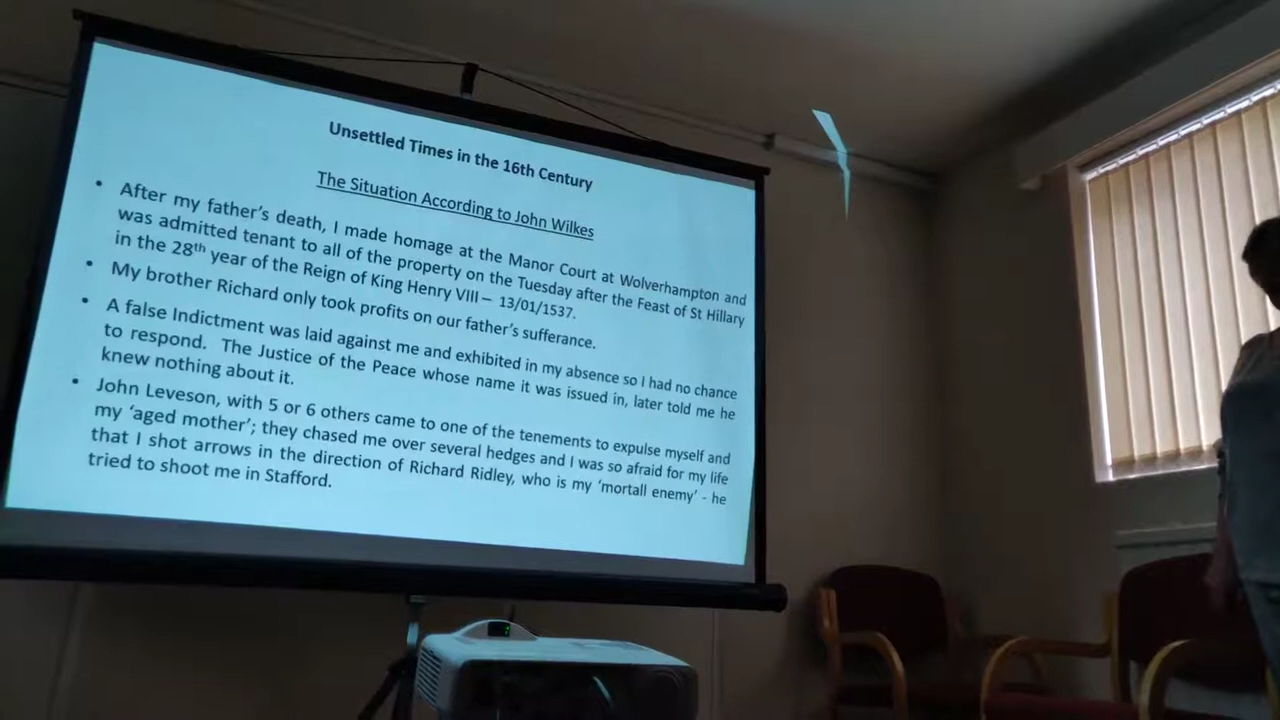 Unsettled Times in the 16th Century
The Situation According to John Wilkes
• After my father's death, I made homage at the Manor Court at Wolverhampton and
was admitted tenant to all of the property on the Tuesday after the Feast of St Hillary
in the 28th year of the Reign of King Henry VIII – 13/01/1537.
• My brother Richard only took profits on our father's sufferance.
• A false Indictment was laid against me and exhibited in my absence so I had no chance
to respond. The Justice of the Peace whose name it was issued in, later told me he
knew nothing about it.
• John Leveson, with 5 or 6 others came to one of the tenements to expulse myself and
my 'aged mother'; they chased me over several hedges and I was so afraid for my life
that I shot arrows in the direction of Richard Ridley, who is my 'mortall enemy' - he
tried to shoot me in Stafford.